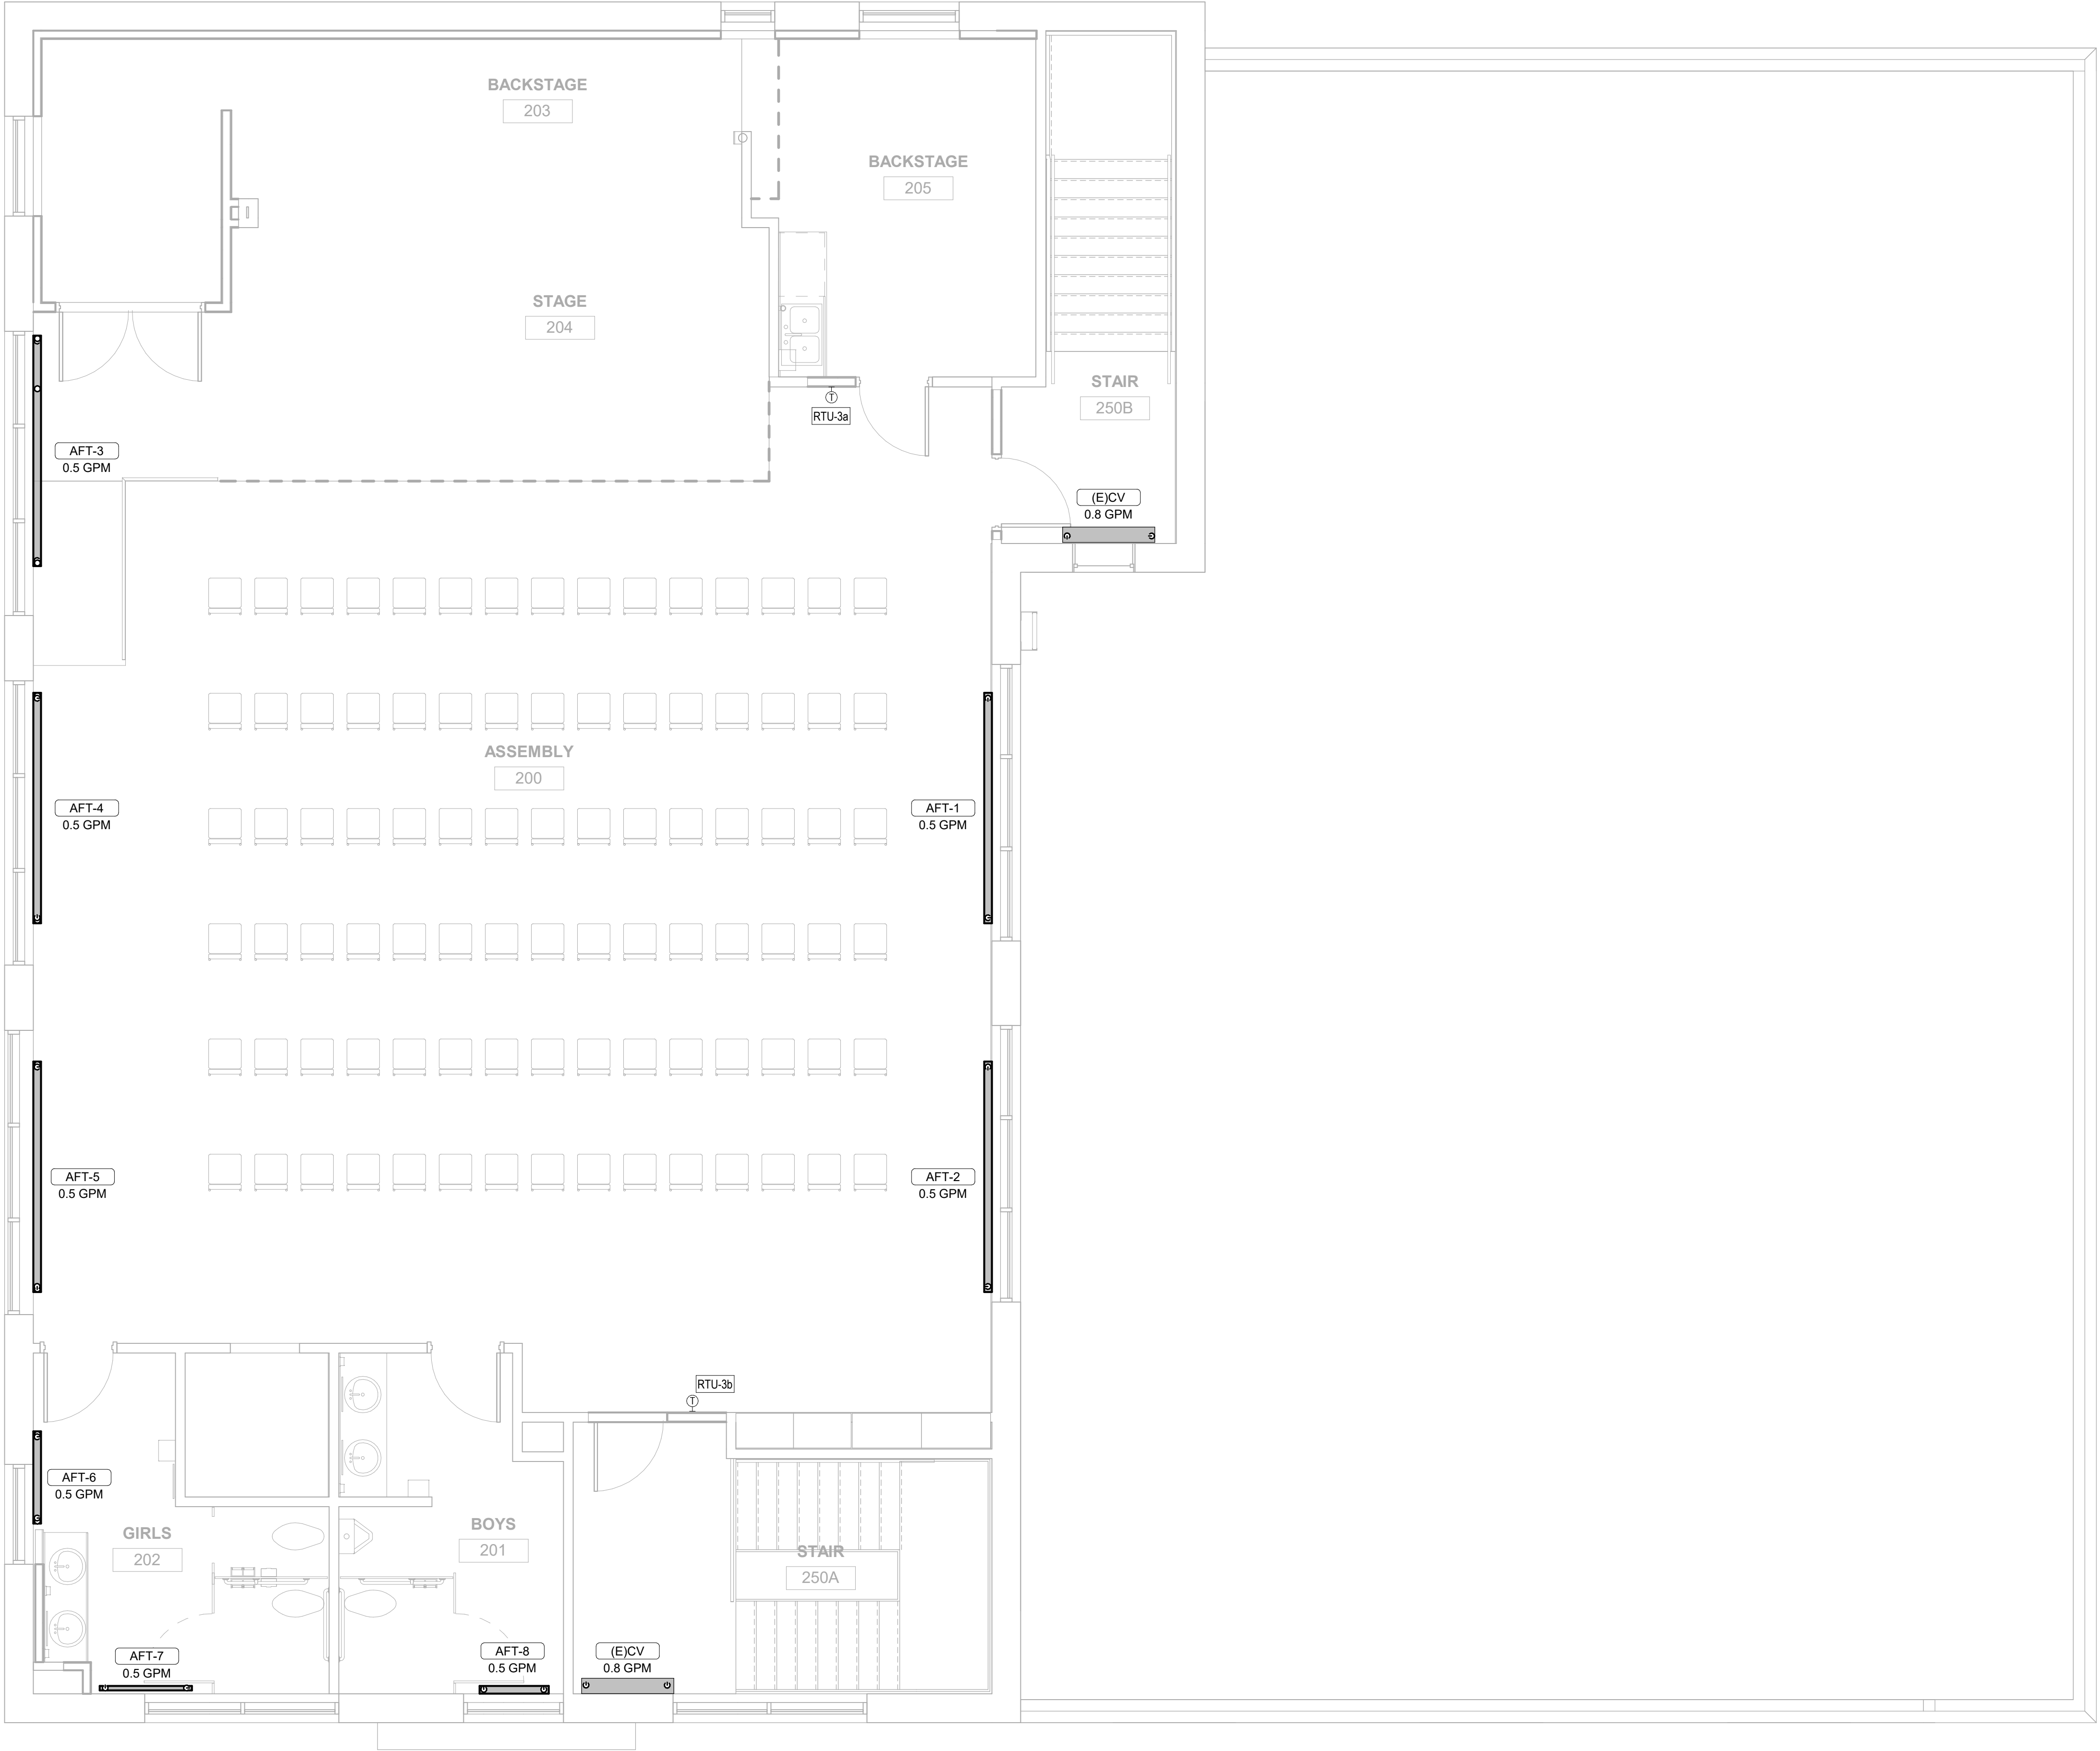 BACKSTAGE
203
BACKSTAGE
205
STAGE
204
STAIR
250B
T
RTU-3a
AFT-3
0.5 GPM
(E)CV
0.8 GPM
ASSEMBLY
200
AFT-4
0.5 GPM
AFT-1
0.5 GPM
AFT-5
0.5 GPM
AFT-2
0.5 GPM
RTU-3b
T
AFT-6
0.5 GPM
GIRLS
202
BOYS
201
STAIR
250A
AFT-7
0.5 GPM
AFT-8
0.5 GPM
(E)CV
0.8 GPM